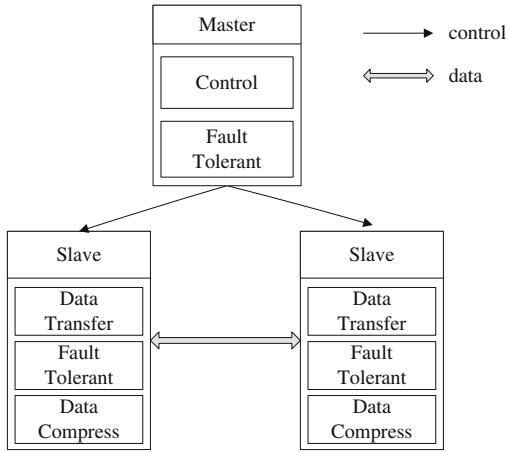 Master
control
Control
data
Fault
Tolerant
Slave
Slave
Data
Transfer
Fault
Tolerant
Data
Compress
Data
Transfer
Fault
Tolerant
Data
Compress